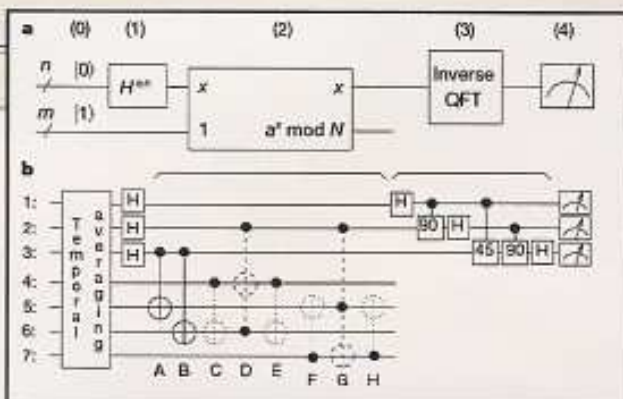 a (0) (1) (2) (3) (4)
n |0⟩ H⊗n x x Inverse QFT
m |1⟩ 1 aˣ mod N
b
1: H H
2: H 90 H
3: H 45 90 H
4:
5:
6:
7:
Temporal averaging
A B C D E F G H